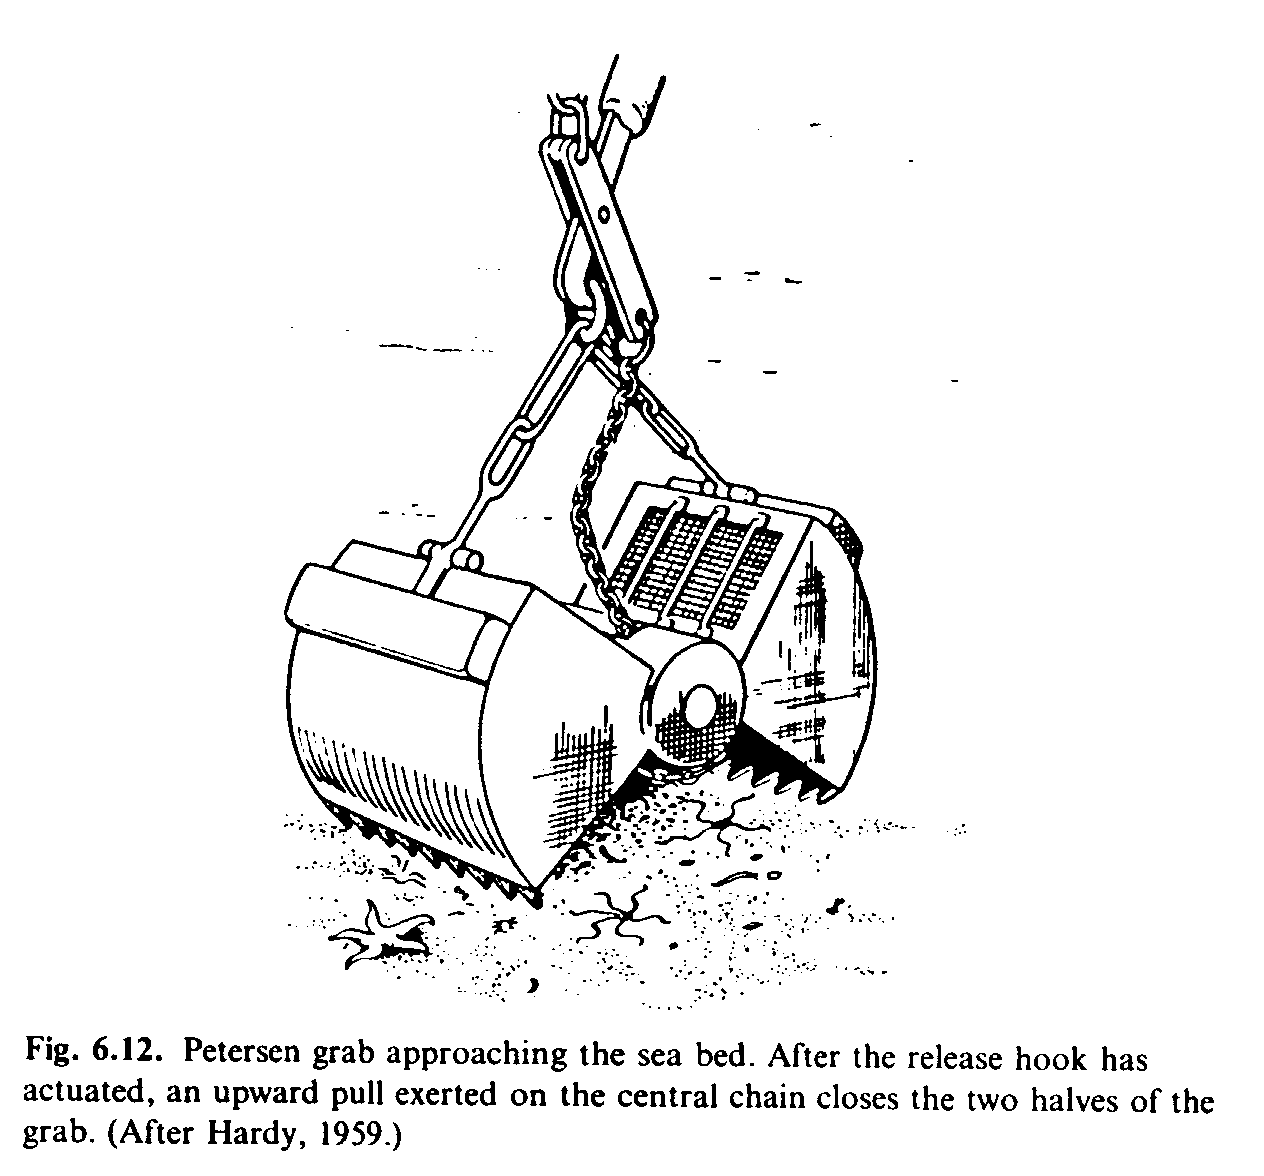 Fig. 6.12. Petersen grab approaching the sea bed. After the release hook has
actuated, an upward pull exerted on the central chain closes the two halves of the
grab. (After Hardy, 1959.)